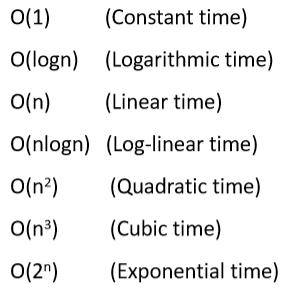 O(1) (Constant time)
O(logn) (Logarithmic time)
O(n) (Linear time)
O(nlogn) (Log-linear time)
O(n²) (Quadratic time)
O(n³) (Cubic time)
O(2ⁿ) (Exponential time)